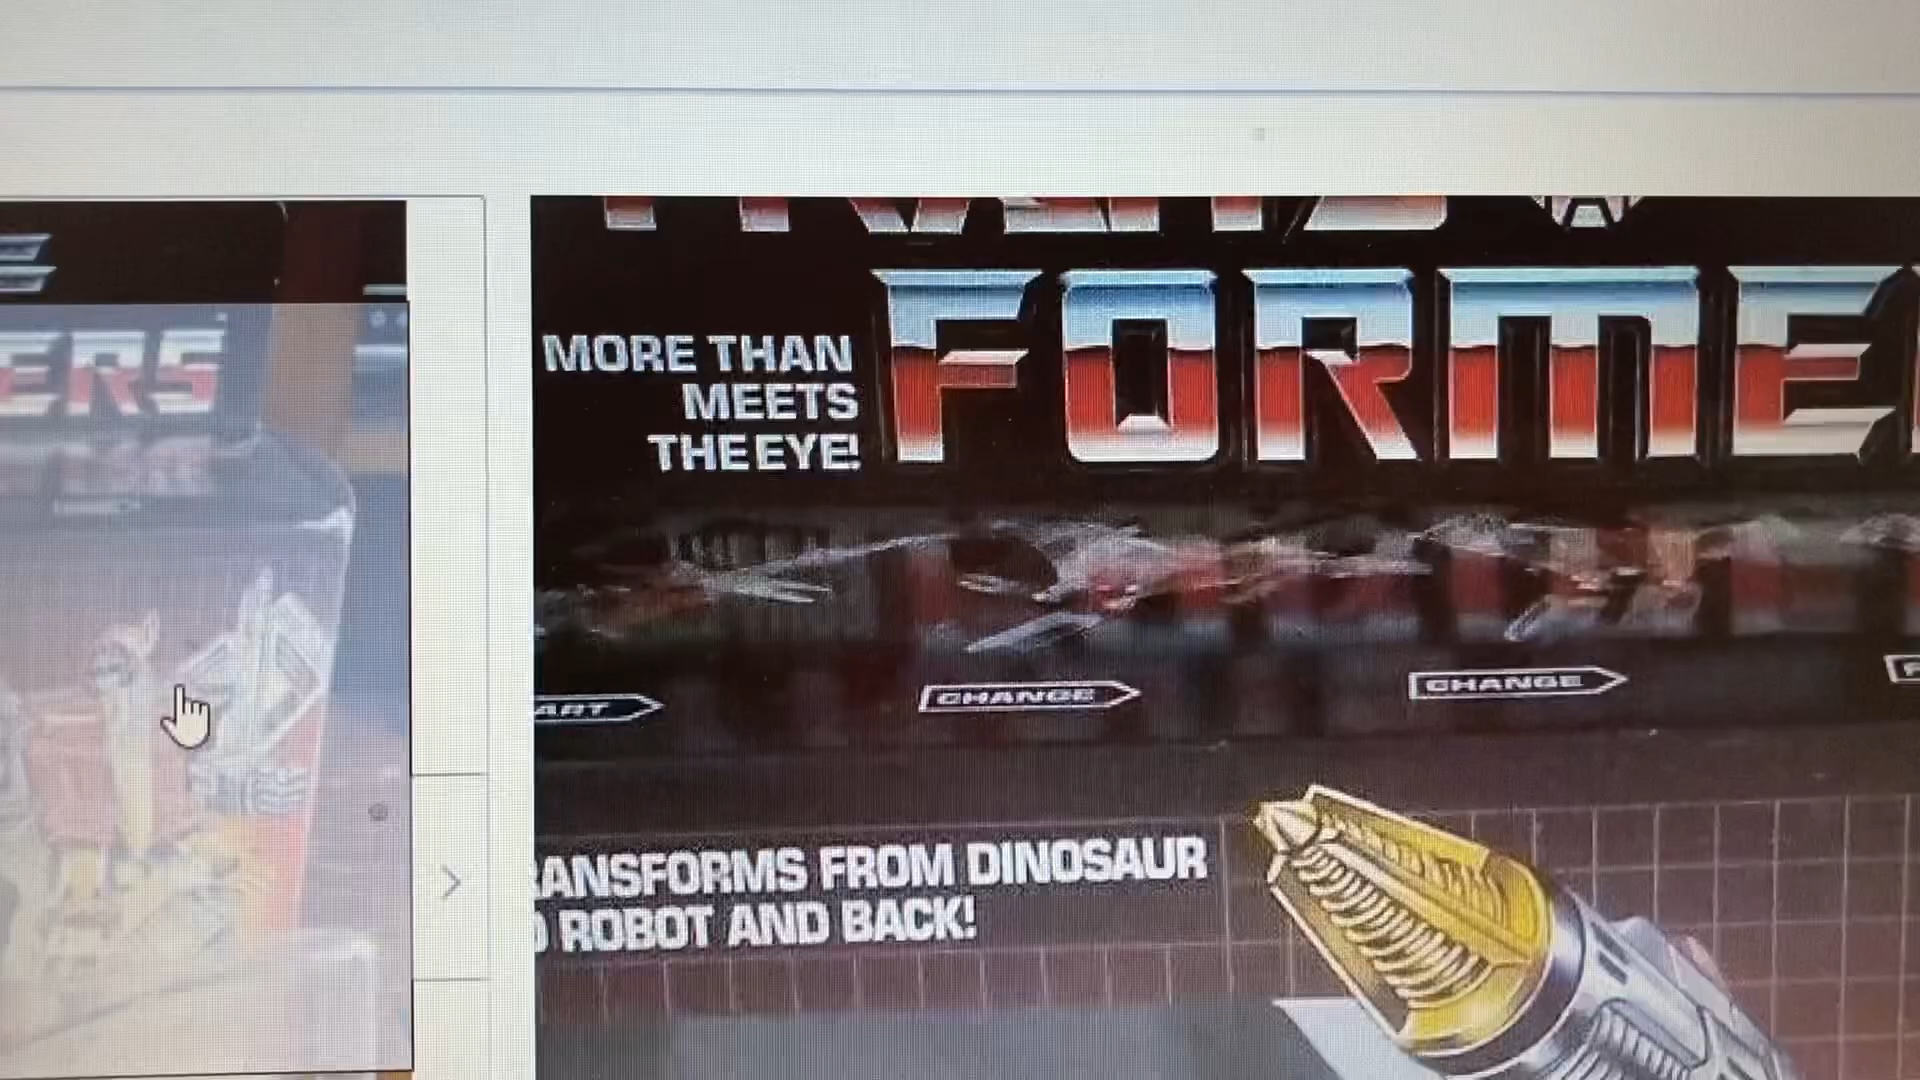 ERS
MORE THAN
MEETS
THE EYE!
FORME
ART
CHANGE
CHANGE
RANSFORMS FROM DINOSAUR
O ROBOT AND BACK!